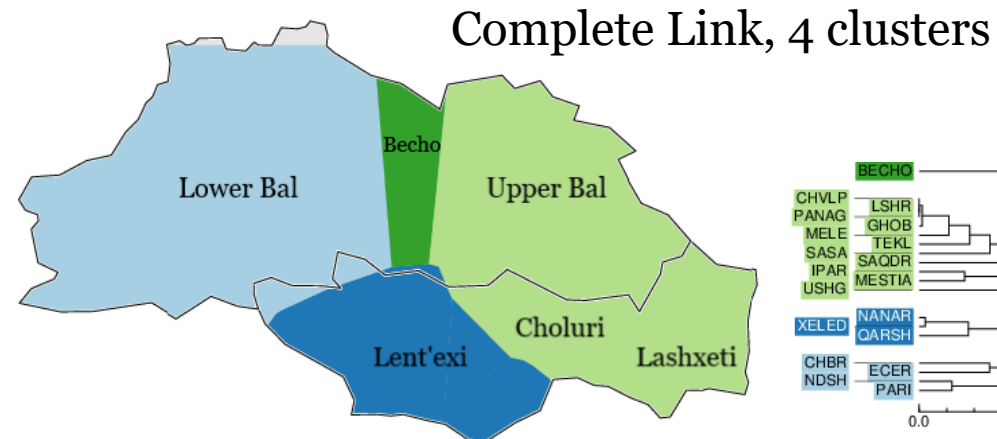 Complete Link, 4 clusters
Becho
Lower Bal
Upper Bal
Choluri
Lent'exi
Lashxeti
BECHO
CHVLP
LSHR
PANAG
GHOB
MELE
TEKL
SASA
SAQDR
IPAR
MESTIA
USHG
NANAR
XELED
QARSH
CHBR
ECER
NDSH
PARI
0.0